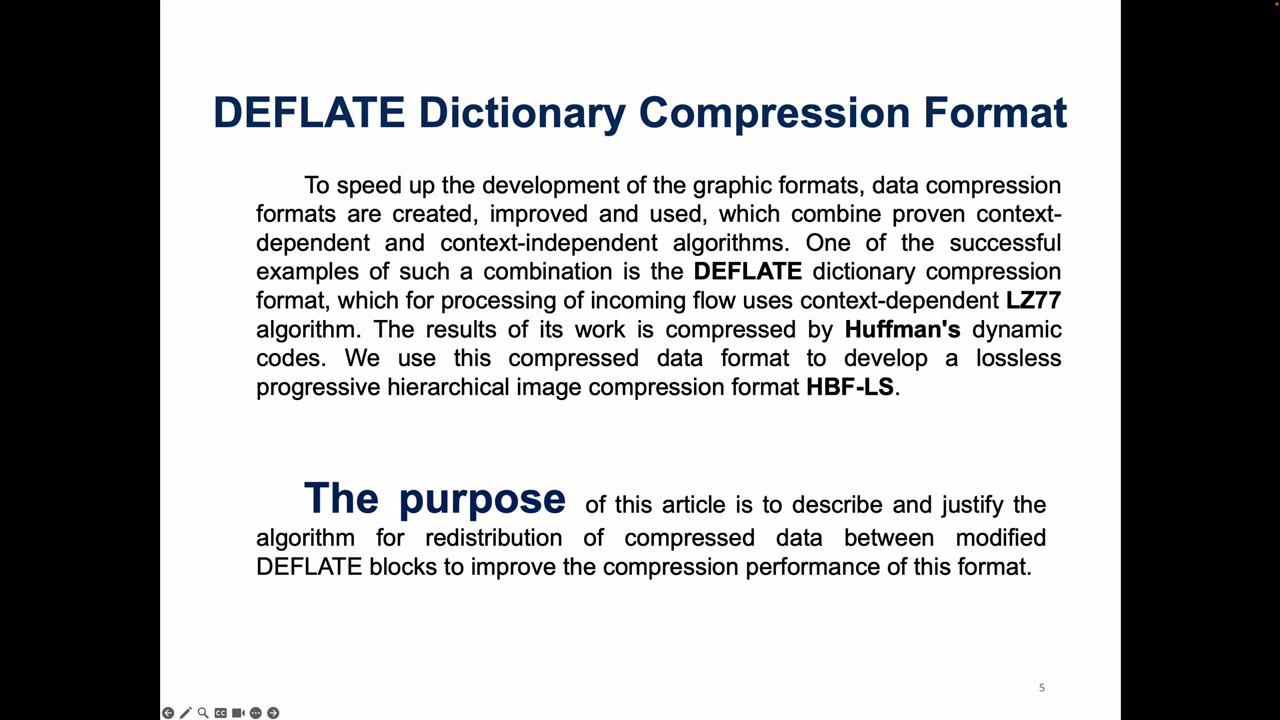 DEFLATE Dictionary Compression Format
To speed up the development of the graphic formats, data compression
formats are created, improved and used, which combine proven context-
dependent and context-independent algorithms. One of the successful
examples of such a combination is the DEFLATE dictionary compression
format, which for processing of incoming flow uses context-dependent LZ77
algorithm. The results of its work is compressed by Huffman's dynamic
codes. We use this compressed data format to develop a lossless
progressive hierarchical image compression format HBF-LS.
The purpose of this article is to describe and justify the
algorithm for redistribution of compressed data between modified
DEFLATE blocks to improve the compression performance of this format.
5
CC